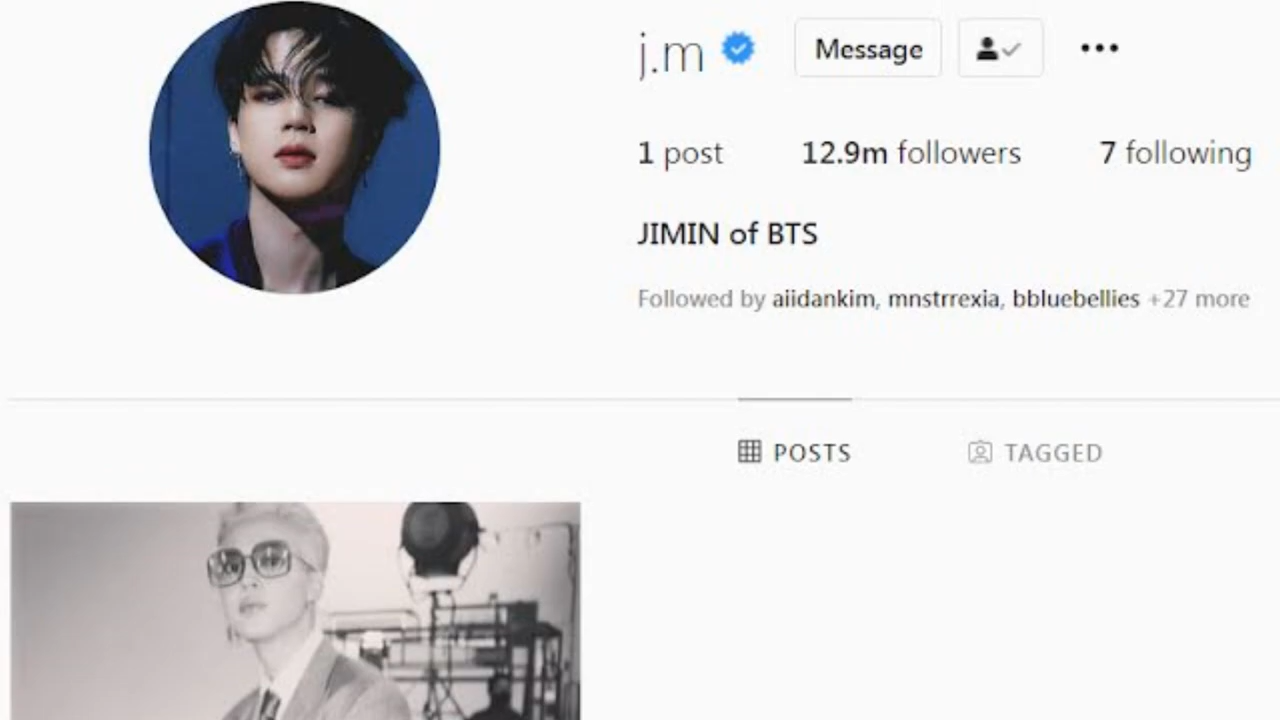 j.m Message
1 post 12.9m followers 7 following
JIMIN of BTS
Followed by aiidankim, mnstrrexia, bbluebellies +27 more
POSTS TAGGED